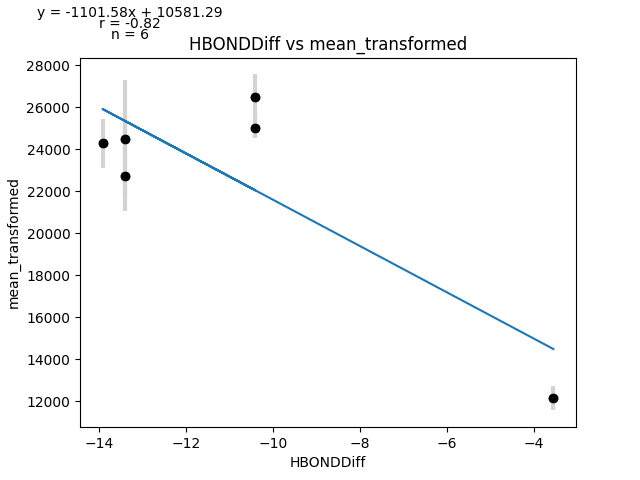 y = -1101.58x + 10581.29
r = -0.82
n = 6
HBONDDiff vs mean_transformed
28000
26000
24000
22000
20000
18000
16000
14000
12000
mean_transformed
−14
−12
−10
−8
−6
−4
HBONDDiff